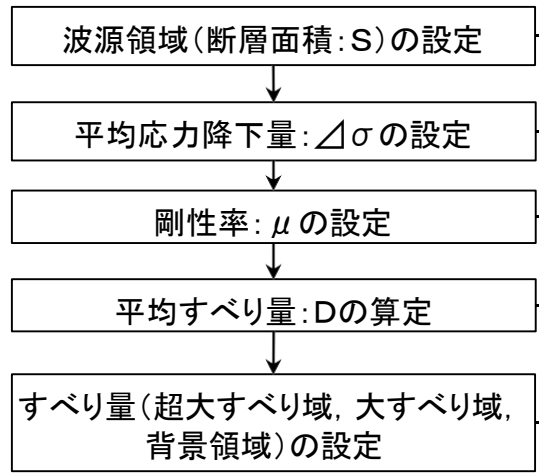 波源領域(断層面積:S)の設定
平均応力降下量:⊿σの設定
剛性率:μの設定
平均すべり量:Dの算定
すべり量(超大すべり域, 大すべり域,
背景領域)の設定